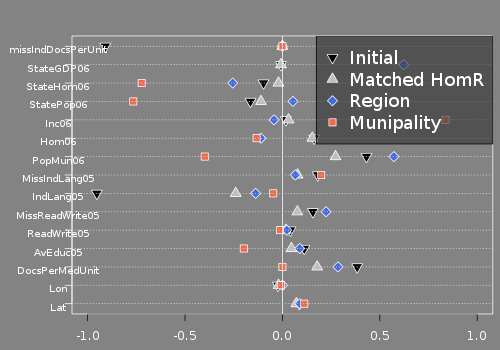 missIndDocsPerUnit
StateGDP06
StateHom06
StatePop06
Inc06
Hom06
PopMun06
MissIndLang05
IndLang05
MissReadWrite05
ReadWrite05
AvEduc05
DocsPerMedUnit
Lon
Lat
Initial
Matched HomR
Region
Munipality
-1.0 -0.5 0.0 0.5 1.0